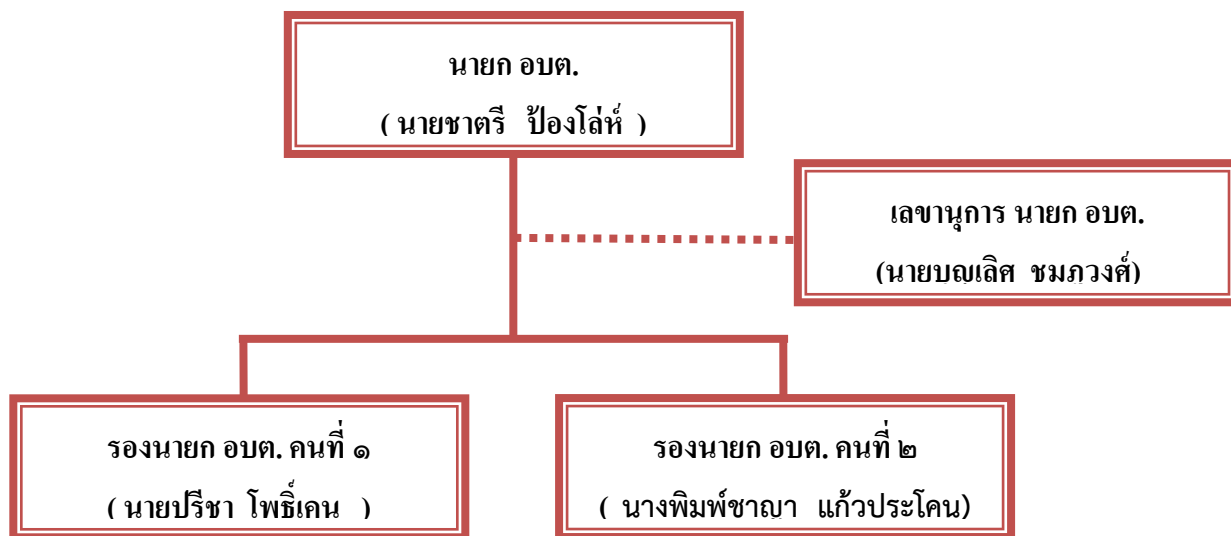 นายก อบต.
( นายชาตรี ป้องโล่ห์ )
เลขานุการ นายก อบต.
(นายบุญเลิศ ชมภูวงศ์)
รองนายก อบต. คนที่ ๑
( นายปรีชา โพธิ์เคน )
รองนายก อบต. คนที่ ๒
( นางพิมพ์ชาญา แก้วประโคน)